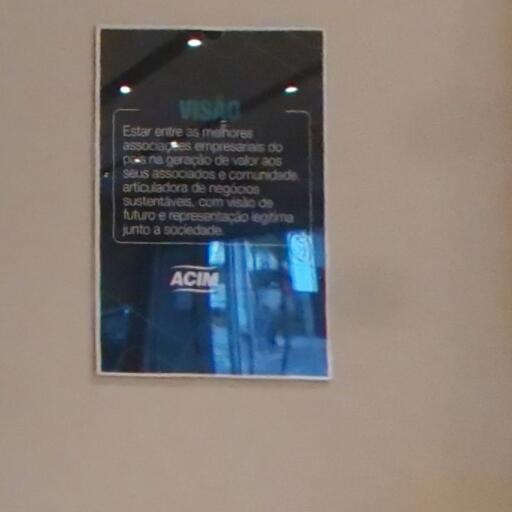 VISÃO
Estar entre as melhores
associações empresariais do
país na geração de valor aos
seus associados e comunidade,
articuladora de negócios
sustentáveis, com visão de
futuro e representação legítima
junto a sociedade.
ACIM